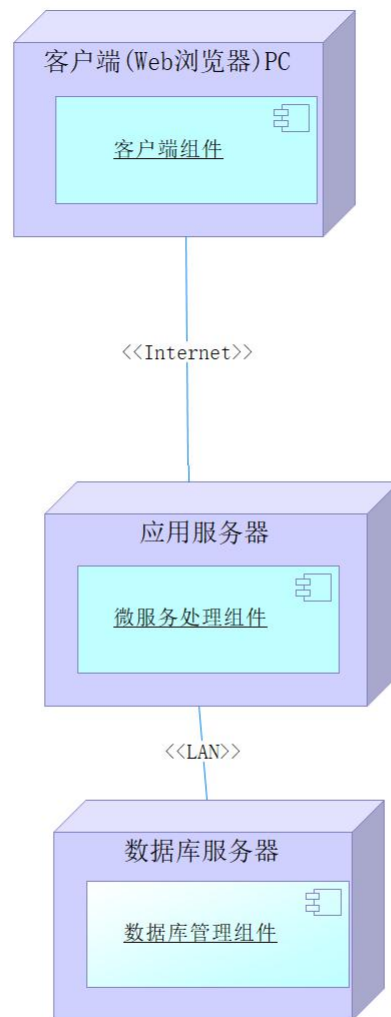 客户端(Web浏览器)PC
客户端组件
<<Internet>>
应用服务器
微服务处理组件
<<LAN>>
数据库服务器
数据库管理组件